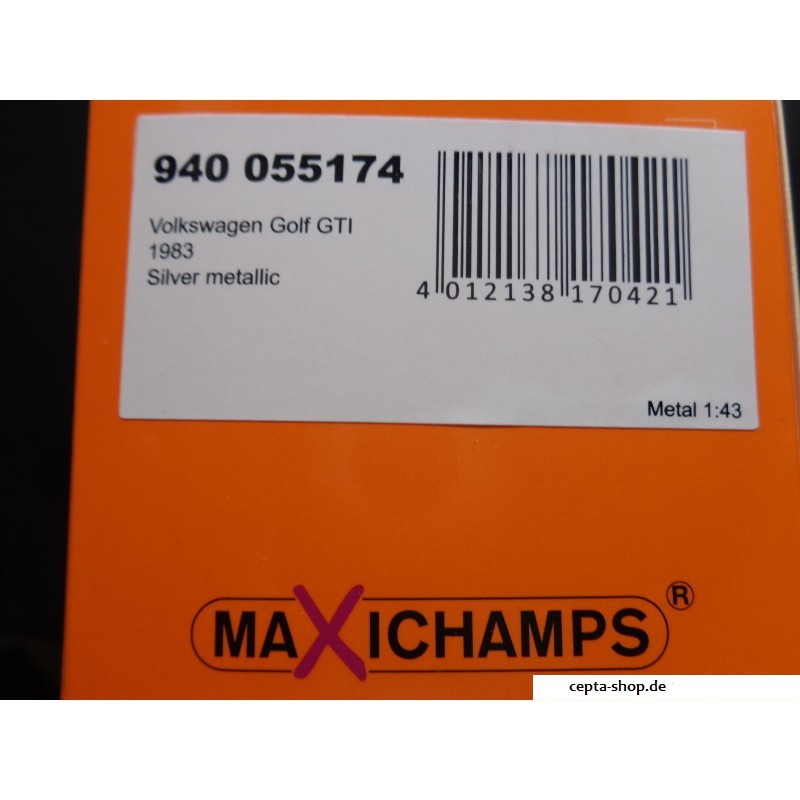 940 055174
Volkswagen Golf GTI
1983
Silver metallic
4 012138 170421
Metal 1:43
MAXICHAMPS®
cepta-shop.de